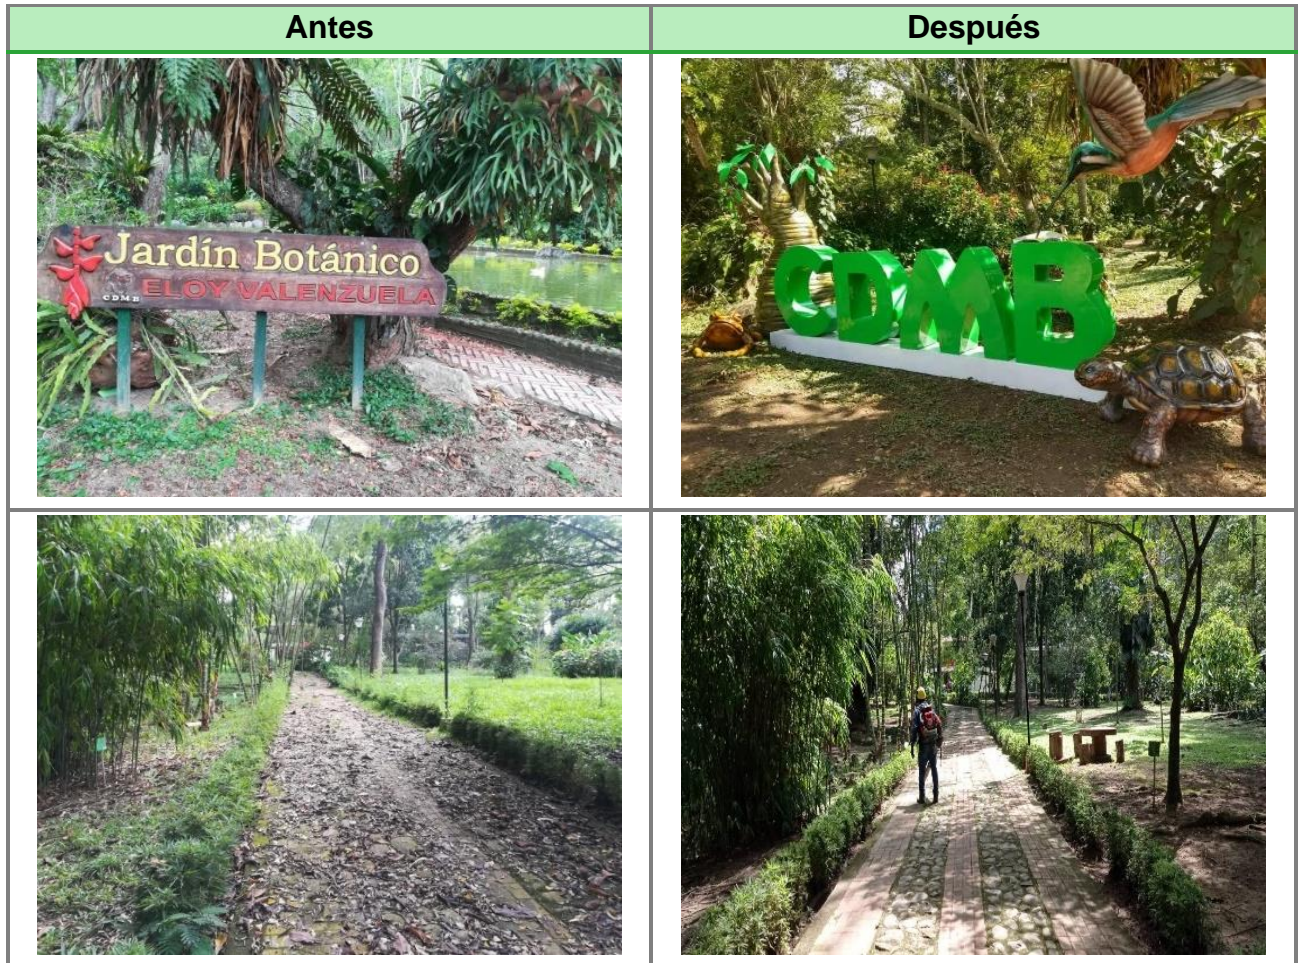 Antes
Después
Jardín Botánico
CDMB
ELOY VALENZUELA
CDMB